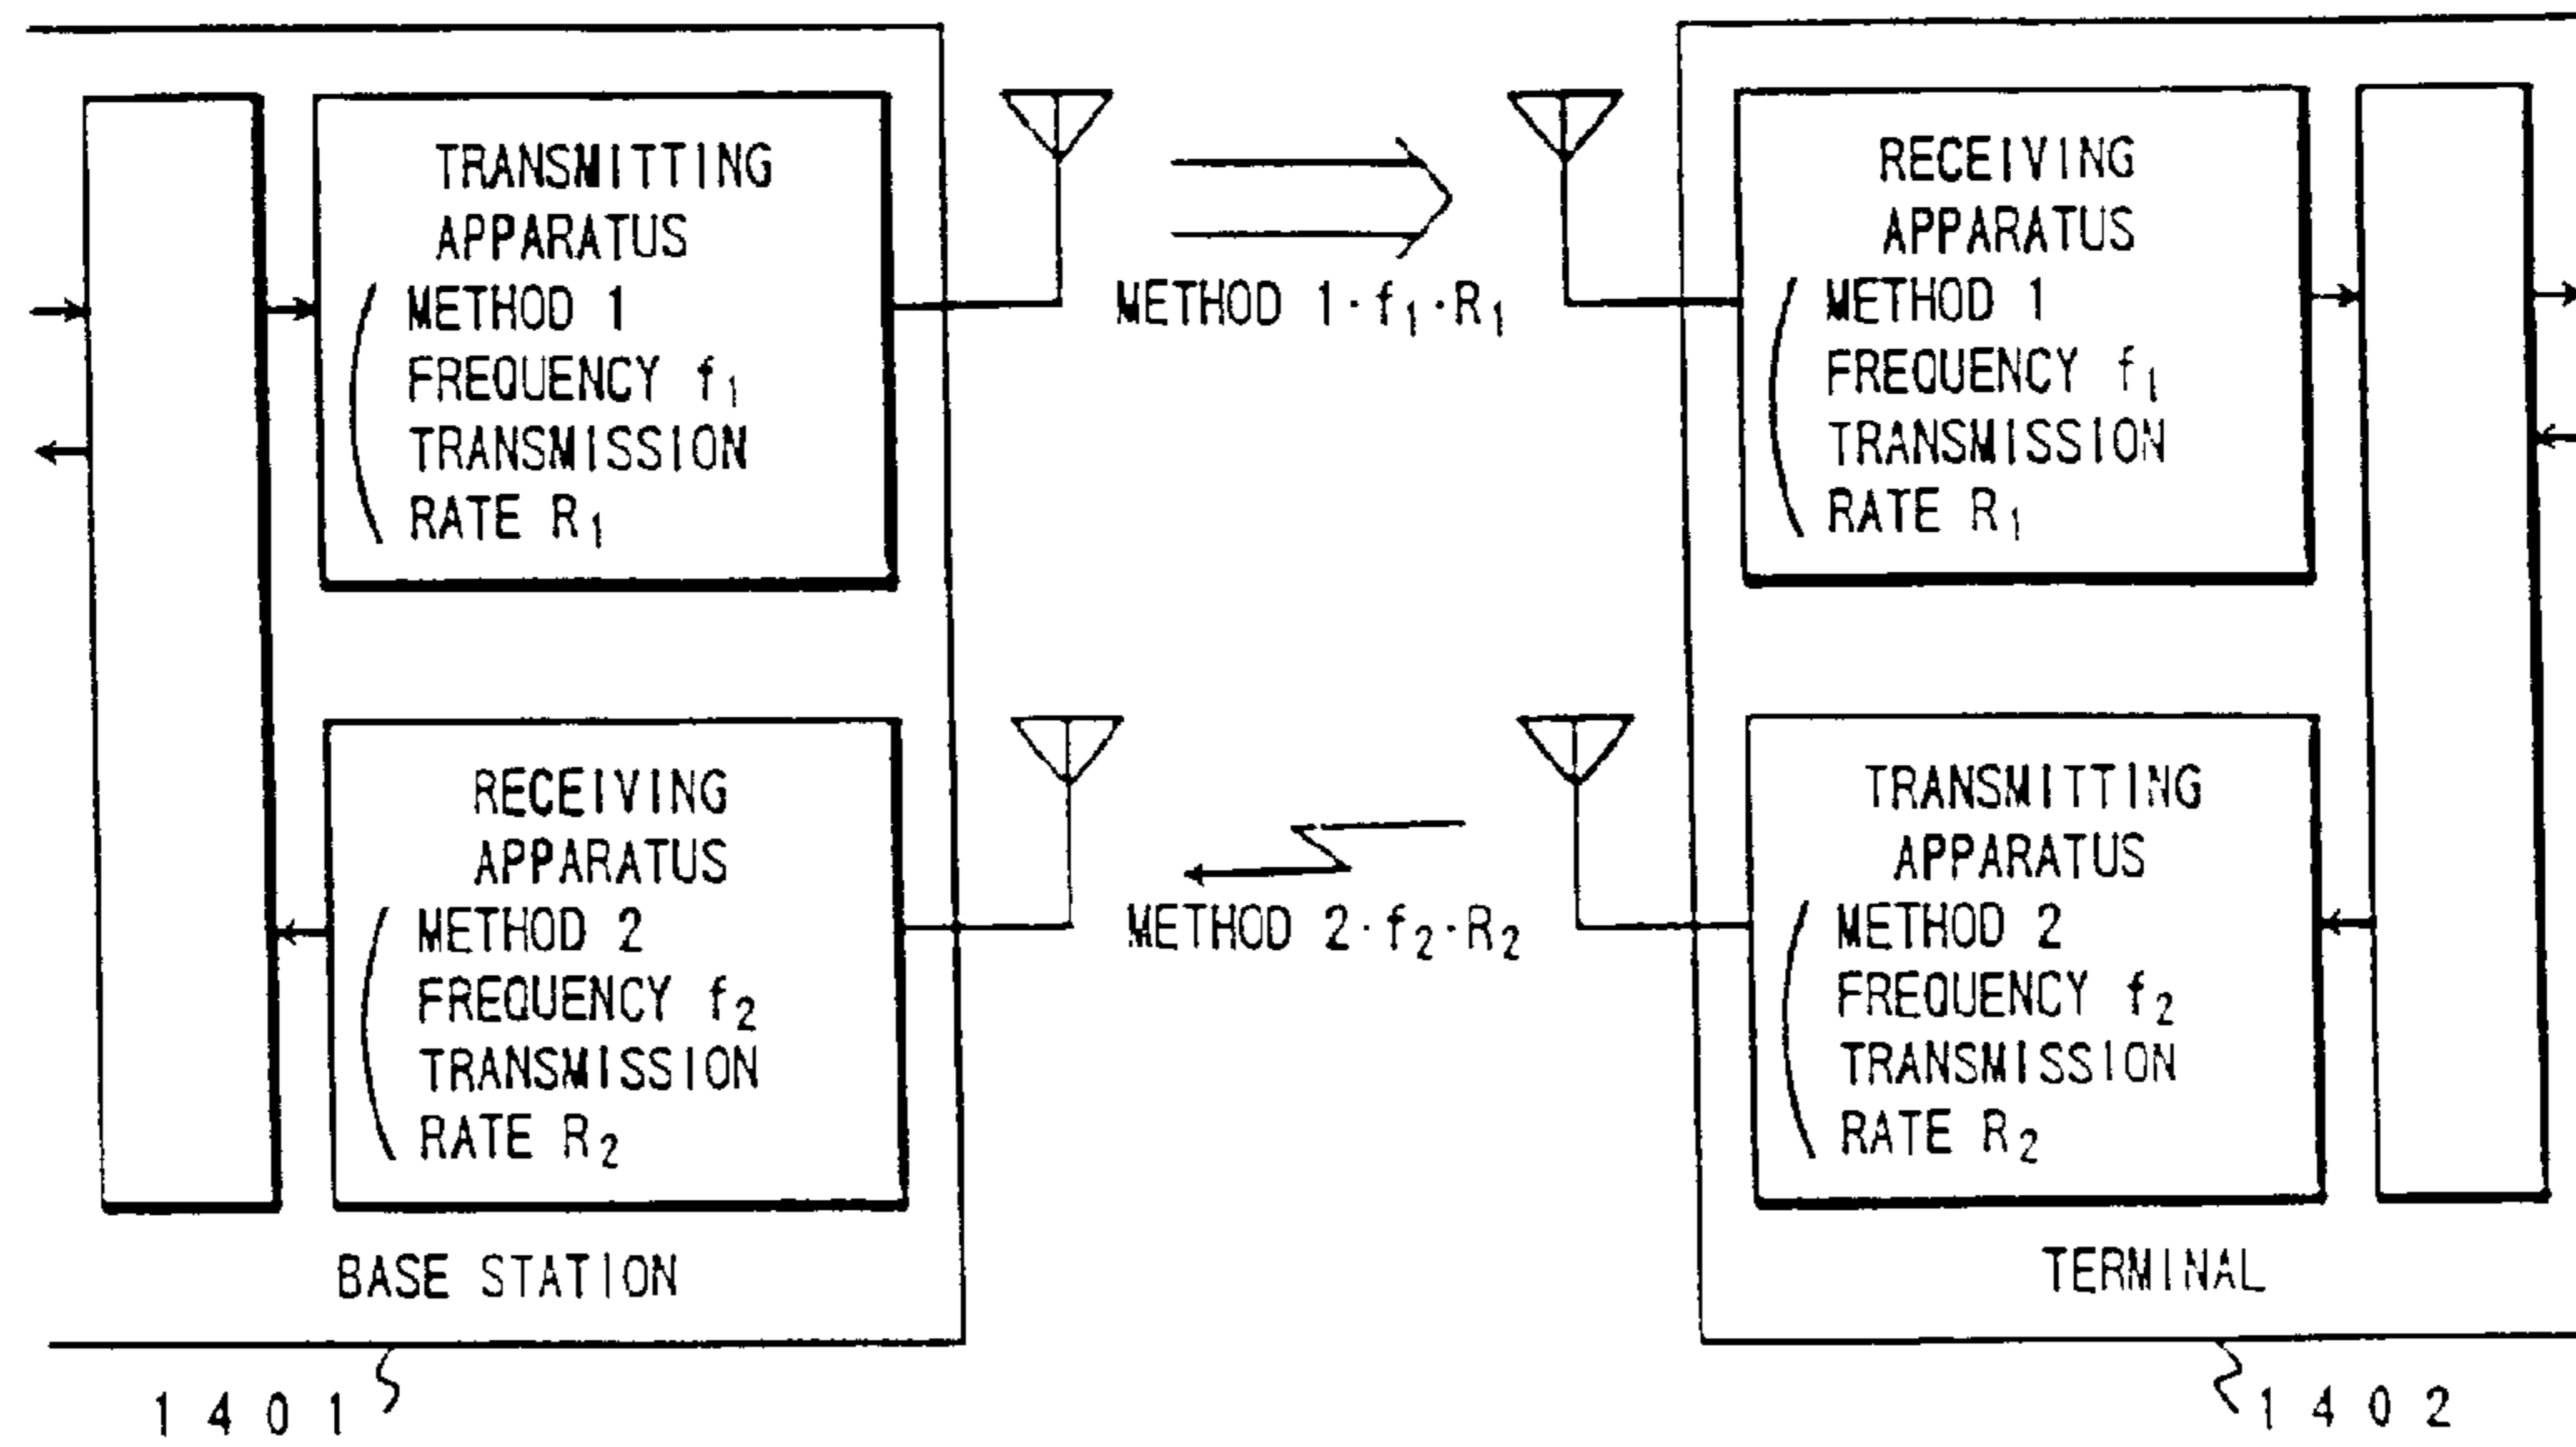 TRANSMITTING
APPARATUS
METHOD 1
FREQUENCY f₁
TRANSMISSION
RATE R₁
METHOD 1·f₁·R₁
RECEIVING
APPARATUS
METHOD 1
FREQUENCY f₁
TRANSMISSION
RATE R₁
RECEIVING
APPARATUS
METHOD 2
FREQUENCY f₂
TRANSMISSION
RATE R₂
METHOD 2·f₂·R₂
TRANSMITTING
APPARATUS
METHOD 2
FREQUENCY f₂
TRANSMISSION
RATE R₂
BASE STATION
TERMINAL
1401
1402